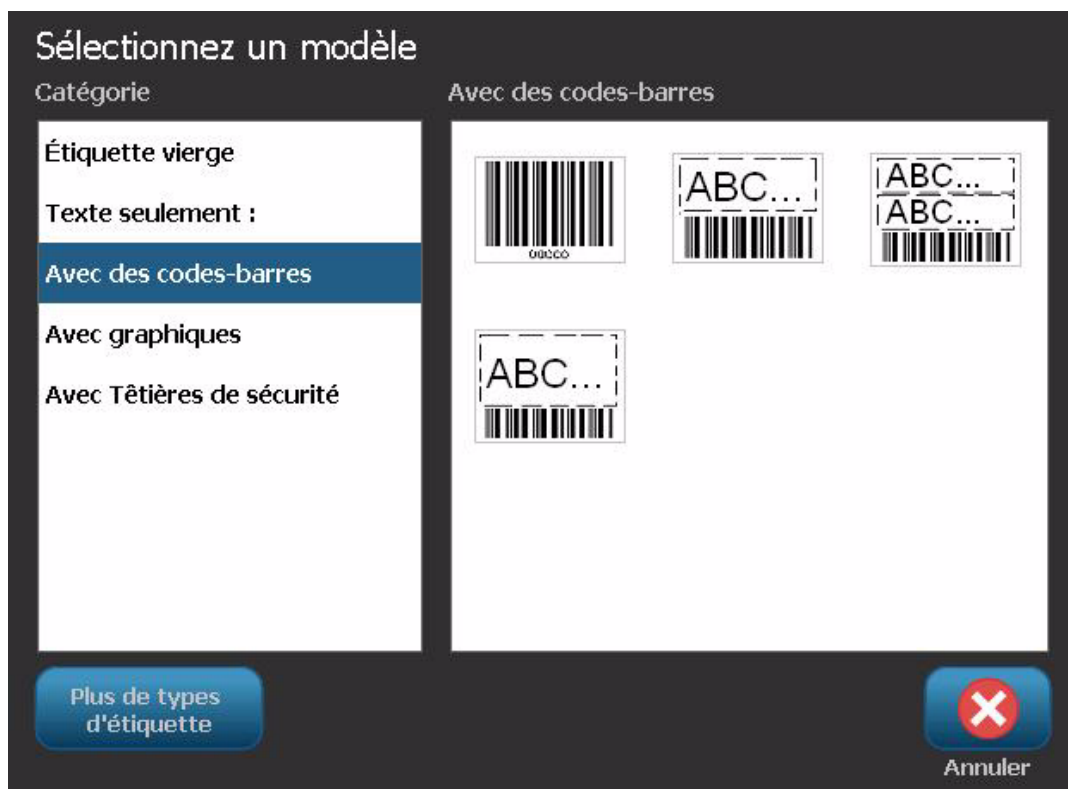 Sélectionnez un modèle
Catégorie
Avec des codes-barres
Étiquette vierge
Texte seulement :
Avec des codes-barres
Avec graphiques
Avec Têtières de sécurité
ABC...
ABC...
ABC...
ABC...
Plus de types
d'étiquette
Annuler